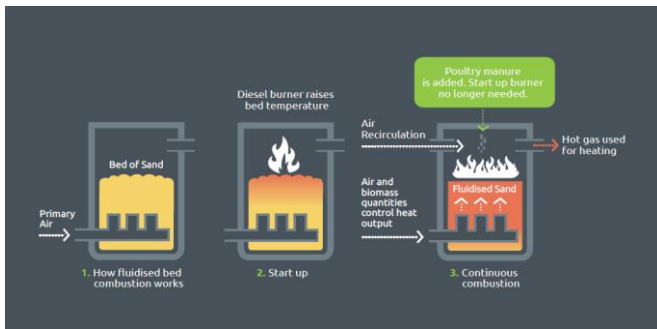 Poultry manure
is added. Start up burner
no longer needed.
Diesel burner raises
bed temperature
Air
Recirculation
Hot gas used
for heating
Bed of Sand
Fluidised Sand
Primary
Air
Air and
biomass
quantities
control heat
output
1. How fluidised bed
combustion works
2. Start up
3. Continuous
combustion